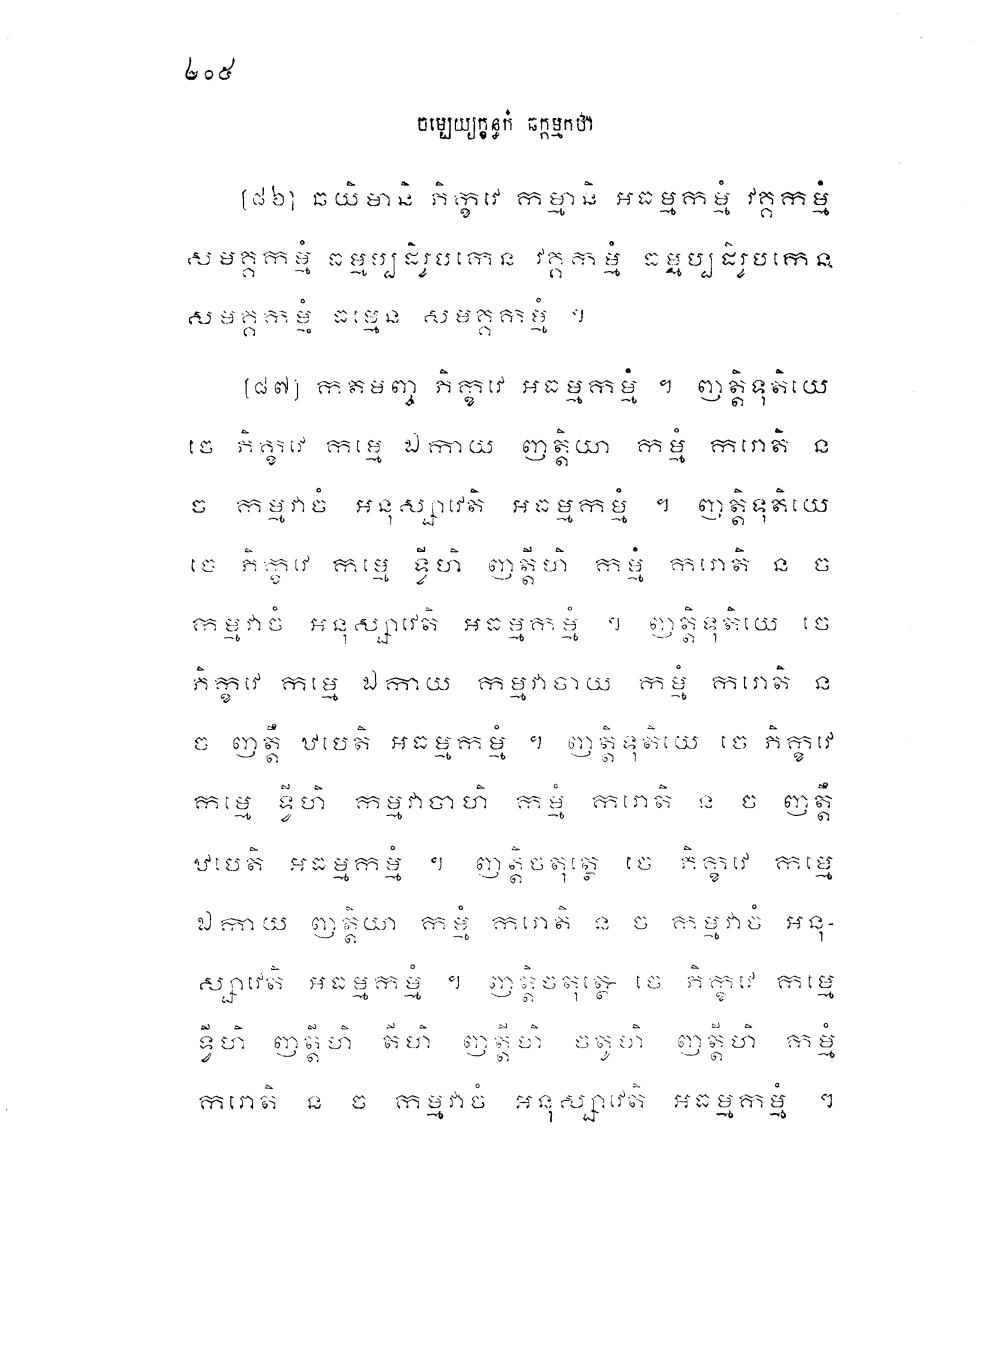 ២០៥
ចម្បេយ្យក្ខន្ធកំ ឆក្កម្មកថា
[៨៦] ឆយិមានិ ភិក្ខវេ កម្មានិ អធម្មកម្មំ វគ្គកម្មំ
សមគ្គកម្មំ ធម្មប្បដិរូបកេន វគ្គកម្មំ ធម្មប្បដិរូបកេន
សមគ្គកម្មំ ធម្មេន សមគ្គកម្មំ ។
[៨៧] កតមញ្ច ភិក្ខវេ អធម្មកម្មំ ។ ញត្តិទុតិយេ
ចេ ភិក្ខវេ កម្មេ ឯកាយ ញត្តិយា កម្មំ ករោតិ ន
ច កម្មវាចំ អនុស្សាវេតិ អធម្មកម្មំ ។ ញត្តិទុតិយេ
ចេ ភិក្ខវេ កម្មេ ទ្វីហិ ញត្តីហិ កម្មំ ករោតិ ន ច
កម្មវាចំ អនុស្សាវេតិ អធម្មកម្មំ ។ ញត្តិទុតិយេ ចេ
ភិក្ខវេ កម្មេ ឯកាយ កម្មវាចាយ កម្មំ ករោតិ ន
ច ញត្តឹ ឋបេតិ អធម្មកម្មំ ។ ញត្តិទុតិយេ ចេ ភិក្ខវេ
កម្មេ ទ្វីហិ កម្មវាចាហិ កម្មំ ករោតិ ន ច ញត្តឹ
ឋបេតិ អធម្មកម្មំ ។ ញត្តិចតុត្ថេ ចេ ភិក្ខវេ កម្មេ
ឯកាយ ញត្តិយា កម្មំ ករោតិ ន ច កម្មវាចំ អនុ-
ស្សាវេតិ អធម្មកម្មំ ។ ញត្តិចតុត្ថេ ចេ ភិក្ខវេ កម្មេ
ទ្វីហិ ញត្តីហិ តីហិ ញត្តីហិ ចតូហិ ញត្តីហិ កម្មំ
ករោតិ ន ច កម្មវាចំ អនុស្សាវេតិ អធម្មកម្មំ ។